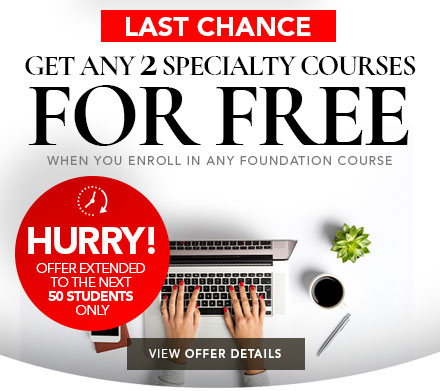 LAST CHANCE
GET ANY 2 SPECIALTY COURSES
FOR FREE
WHEN YOU ENROLL IN ANY FOUNDATION COURSE
HURRY!
OFFER EXTENDED
TO THE NEXT
50 STUDENTS
ONLY
VIEW OFFER DETAILS